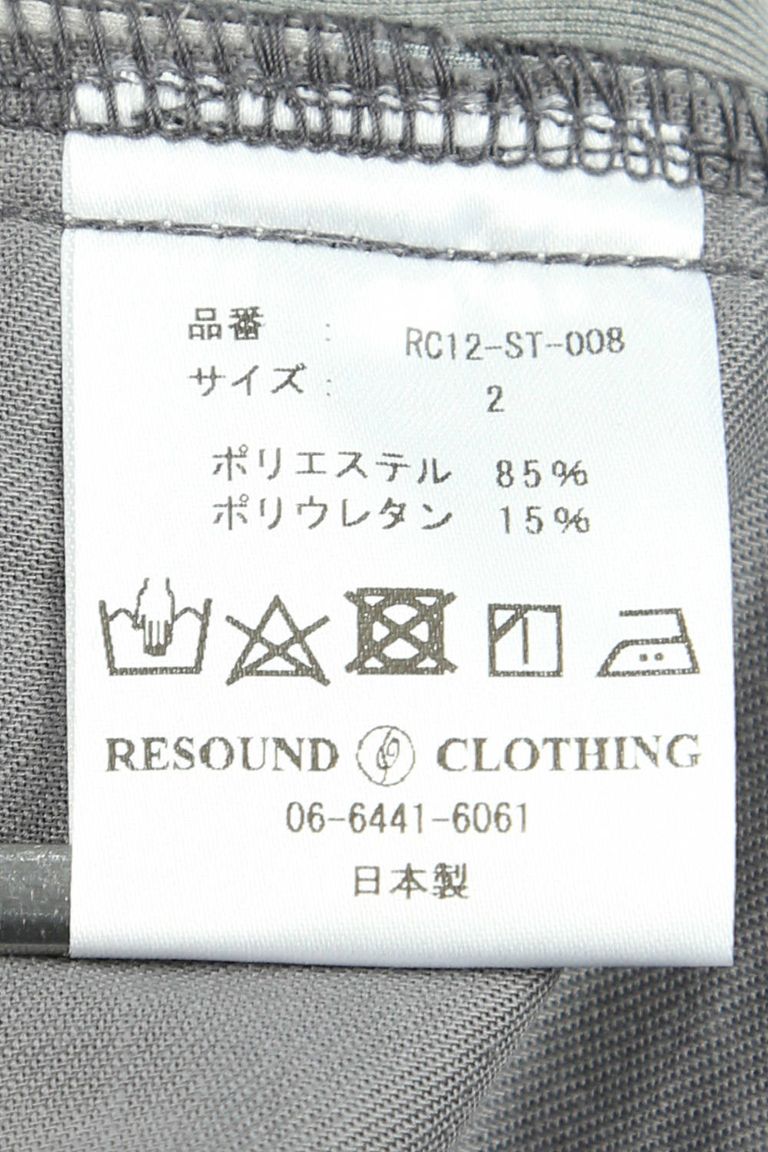 品番 : RC12-ST-008
サイズ : 2
ポリエステル 85%
ポリウレタン 15%
RESOUND CLOTHING
06-6441-6061
日本製